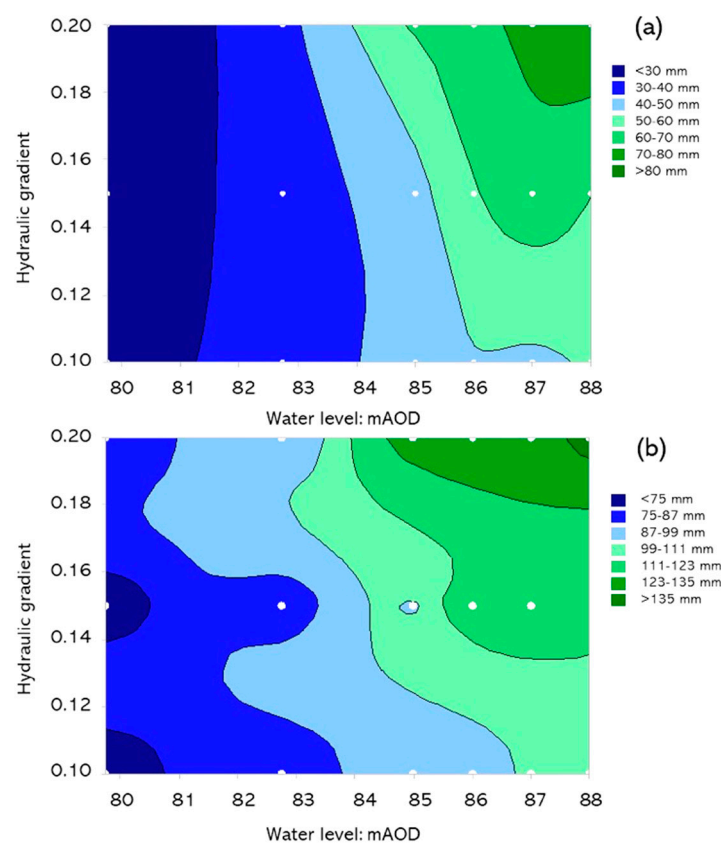 (a)
0.20
0.18
0.16
0.14
0.12
0.10
Hydraulic gradient
80 81 82 83 84 85 86 87 88
Water level: mAOD
<30 mm
30-40 mm
40-50 mm
50-60 mm
60-70 mm
70-80 mm
>80 mm
(b)
0.20
0.18
0.16
0.14
0.12
0.10
Hydraulic gradient
80 81 82 83 84 85 86 87 88
Water level: mAOD
<75 mm
75-87 mm
87-99 mm
99-111 mm
111-123 mm
123-135 mm
>135 mm